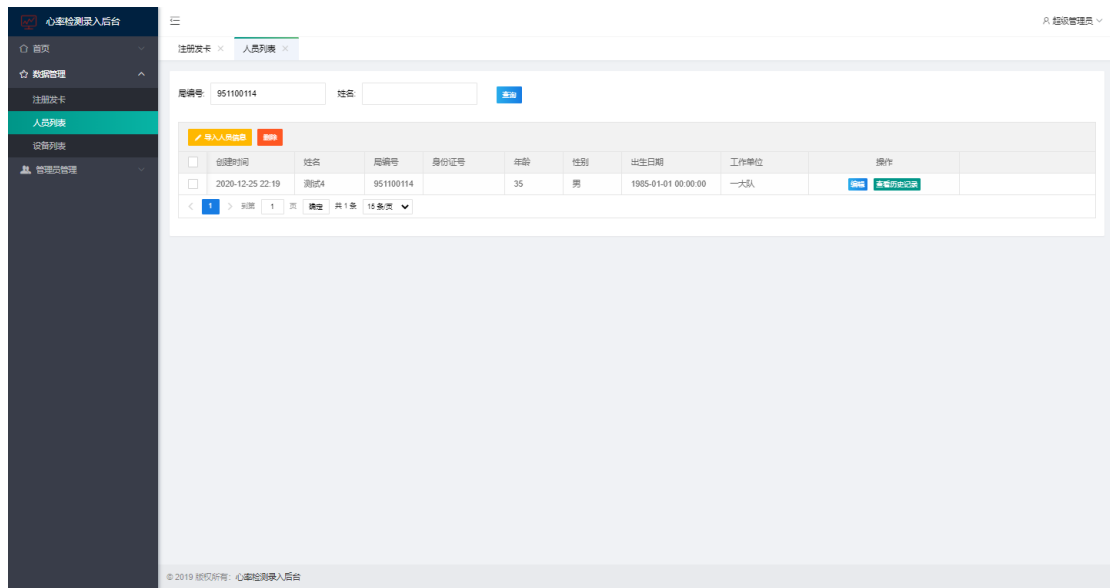 心率检测录入后台
超级管理员
首页
数据管理
注册发卡
人员列表
设备列表
管理员管理
注册发卡 人员列表
局编号: 951100114 姓名: 查询
导入人员信息 删除
创建时间 姓名 局编号 身份证号 年龄 性别 出生日期 工作单位 操作
2020-12-25 22:19 测试4 951100114 35 男 1985-01-01 00:00:00 一大队 编辑 查看历史记录
1 到第 1 页 确定 共 1 条 15 条/页
© 2019 版权所有: 心率检测录入后台